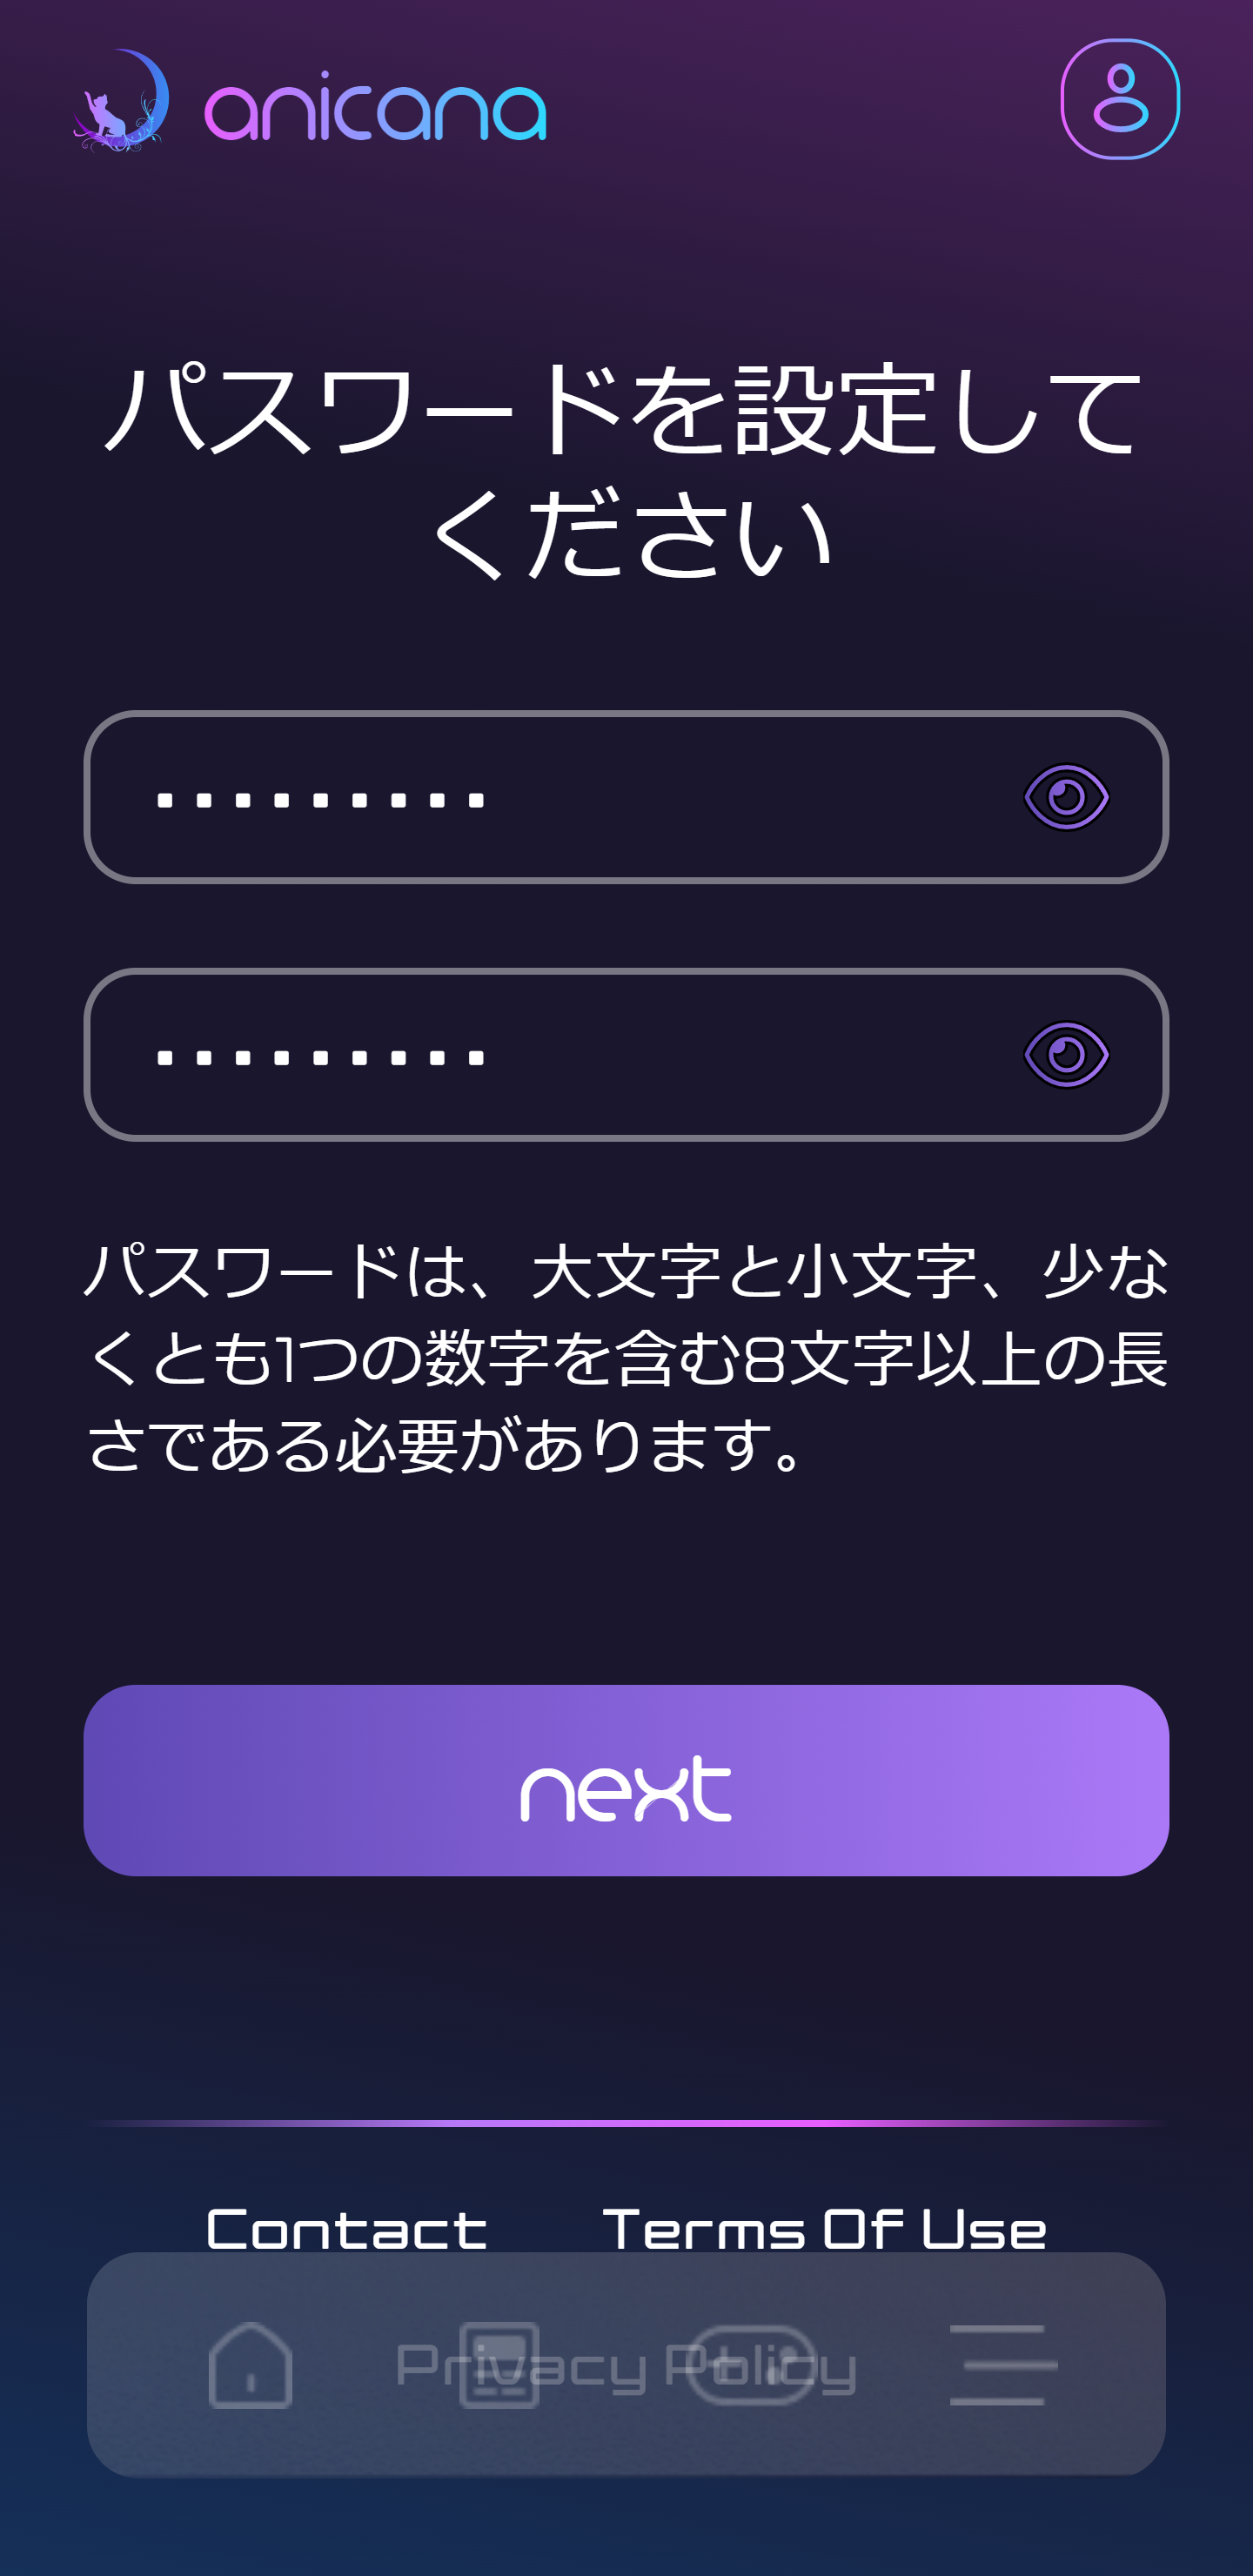 anicana
パスワードを設定して
ください
パスワードは、大文字と小文字、少な
くとも1つの数字を含む8文字以上の長
さである必要があります。
next
Contact Terms Of Use
Privacy Policy